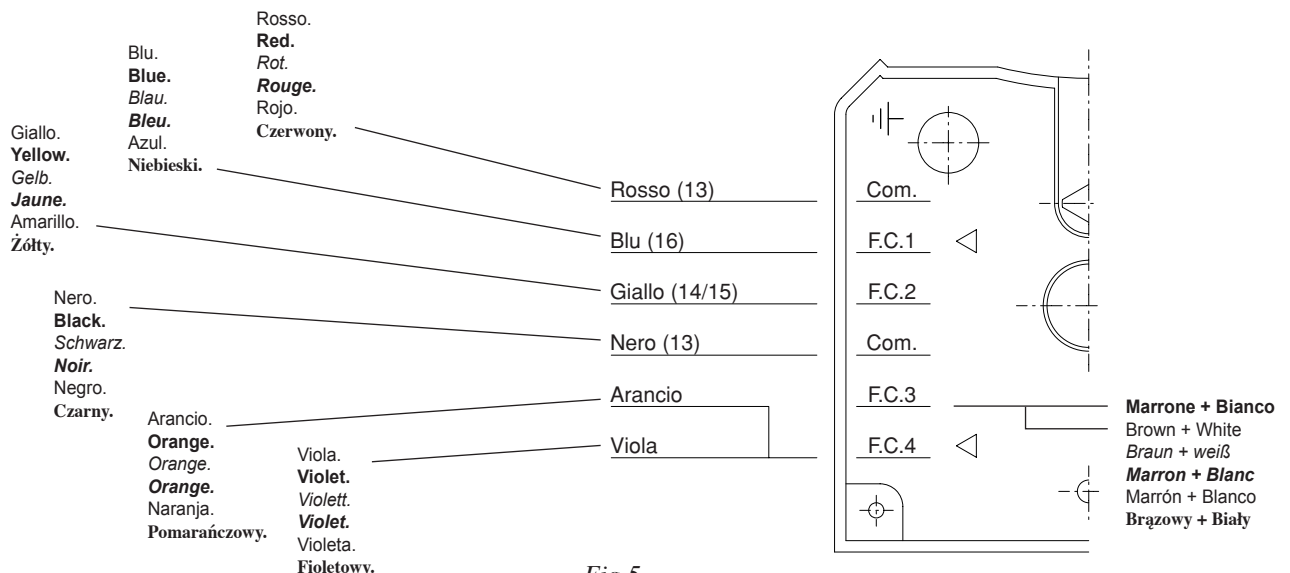 Rosso.
Red.
Rot.
Rouge.
Rojo.
Czerwony.
Blu.
Blue.
Blau.
Bleu.
Azul.
Niebieski.
Giallo.
Yellow.
Gelb.
Jaune.
Amarillo.
Żółty.
Nero.
Black.
Schwarz.
Noir.
Negro.
Czarny.
Arancio.
Orange.
Orange.
Orange.
Naranja.
Pomarańczowy.
Viola.
Violet.
Violett.
Violet.
Violeta.
Fioletowy.
Rosso (13)
Blu (16)
Giallo (14/15)
Nero (13)
Arancio
Viola
Com.
F.C.1
F.C.2
Com.
F.C.3
F.C.4
Marrone + Bianco
Brown + White
Braun + weiß
Marron + Blanc
Marrón + Blanco
Brązowy + Biały